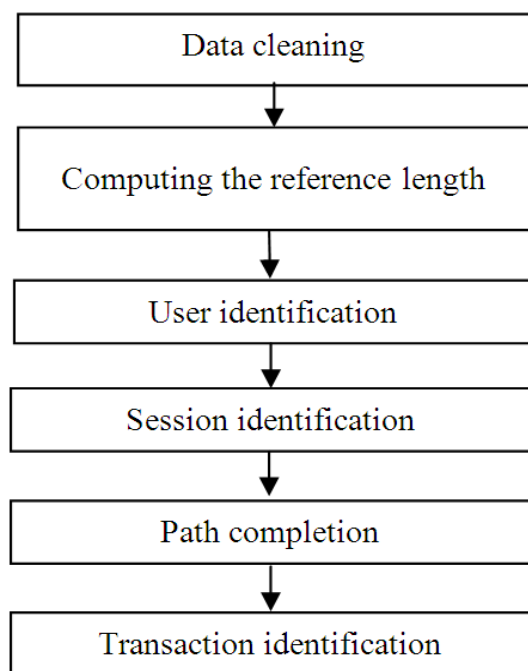 Data cleaning
Computing the reference length
User identification
Session identification
Path completion
Transaction identification